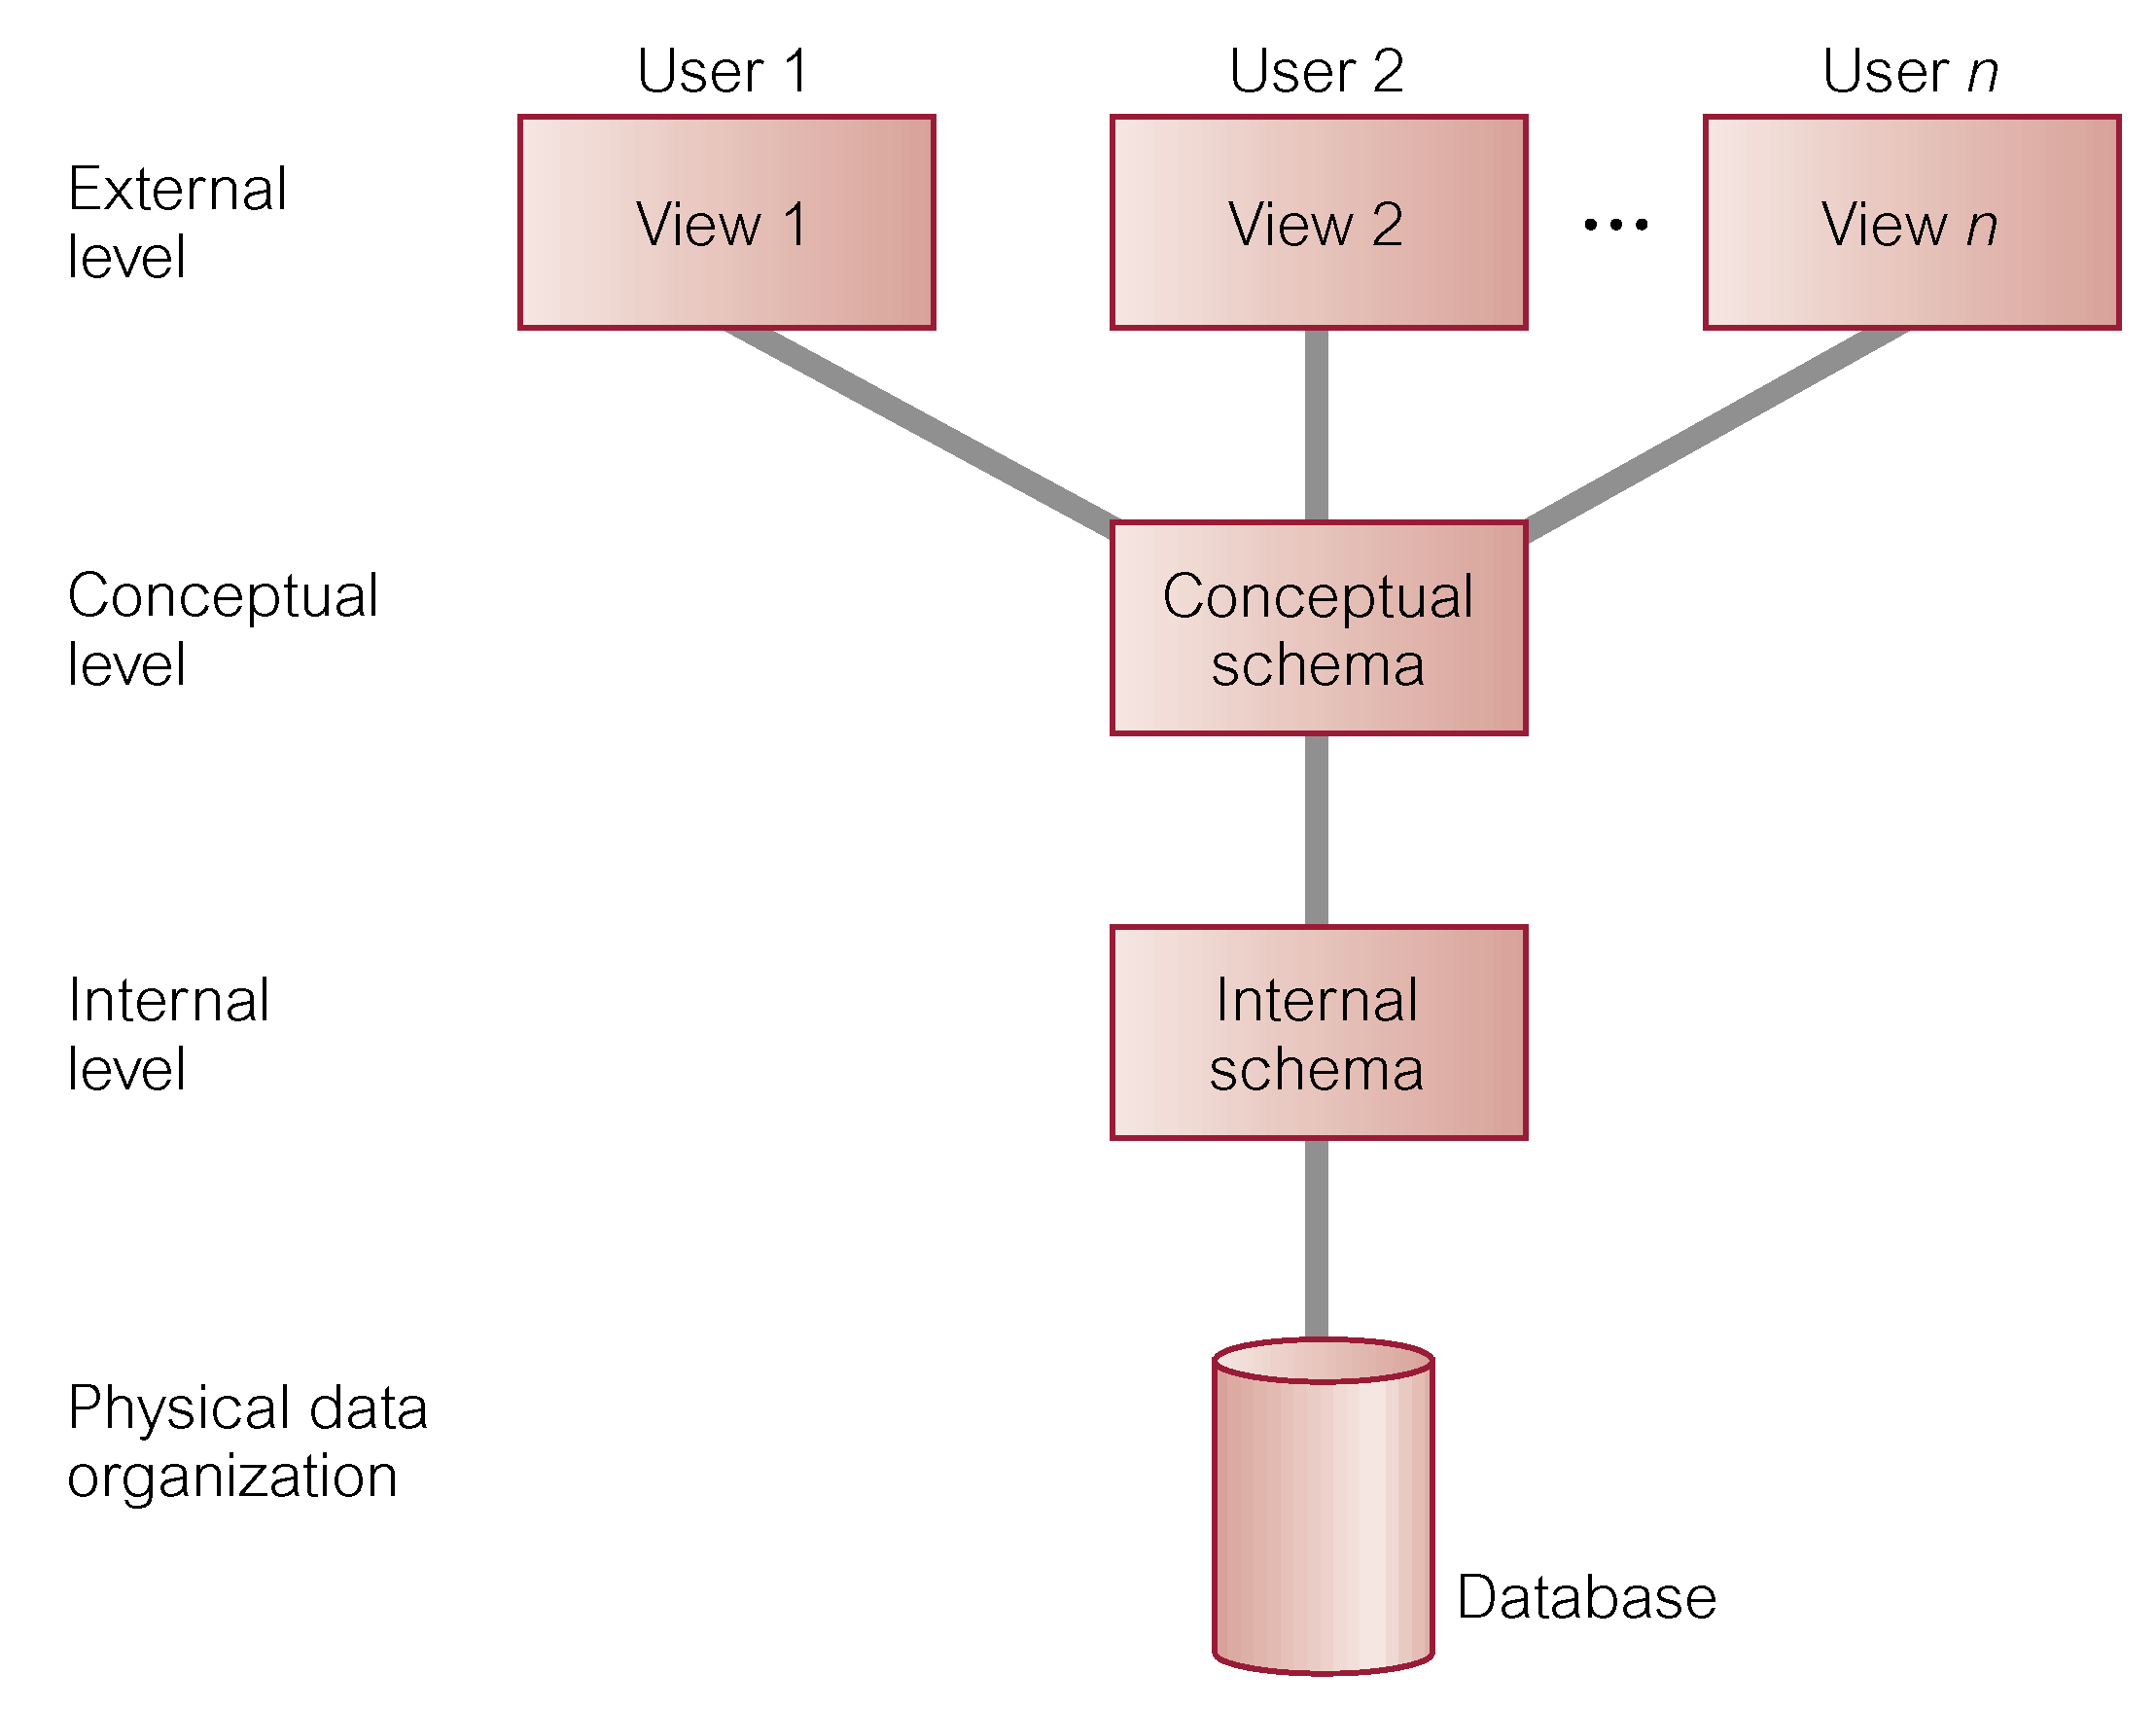 User 1
User 2
User n
External
level
View 1
View 2
...
View n
Conceptual
level
Conceptual
schema
Internal
level
Internal
schema
Physical data
organization
Database